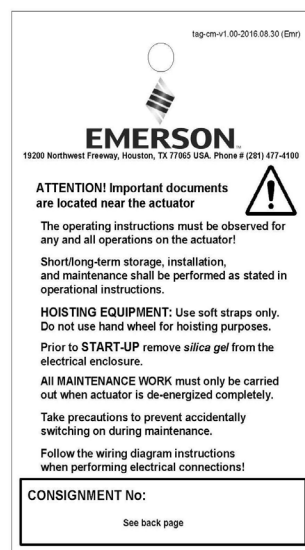 tag-cm-v1.00-2016.08.30 (Emr)
EMERSON™
19200 Northwest Freeway, Houston, TX 77065 USA. Phone # (281) 477-4100
ATTENTION! Important documents
are located near the actuator
The operating instructions must be observed for
any and all operations on the actuator!
Short/long-term storage, installation,
and maintenance shall be performed as stated in
operational instructions.
HOISTING EQUIPMENT: Use soft straps only.
Do not use hand wheel for hoisting purposes.
Prior to START-UP remove silica gel from the
electrical enclosure.
All MAINTENANCE WORK must only be carried
out when actuator is de-energized completely.
Take precautions to prevent accidentally
switching on during maintenance.
Follow the wiring diagram instructions
when performing electrical connections!
CONSIGNMENT No:
See back page